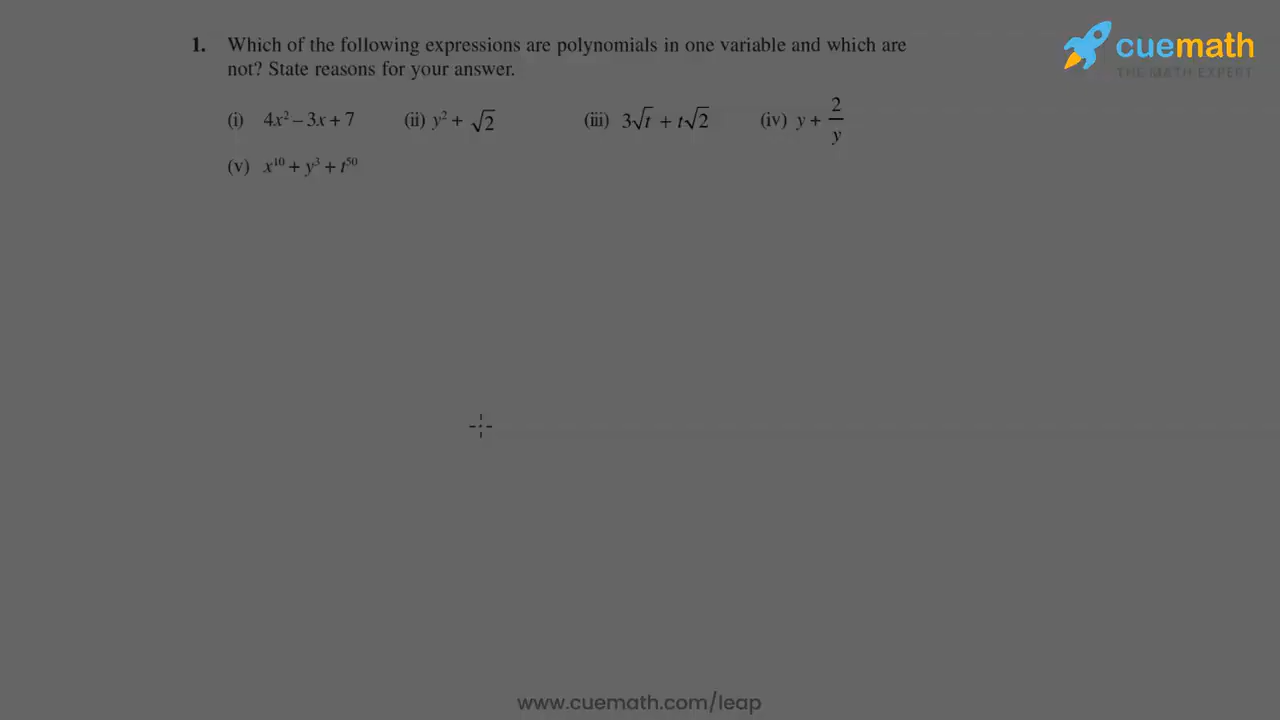 1. Which of the following expressions are polynomials in one variable and which are
not? State reasons for your answer.
(i) 4x² – 3x + 7 (ii) y² + √2 (iii) 3√t + t√2 (iv) y + 2/y
(v) x¹⁰ + y³ + t⁵⁰
cuemath
THE MATH EXPERT
www.cuemath.com/leap